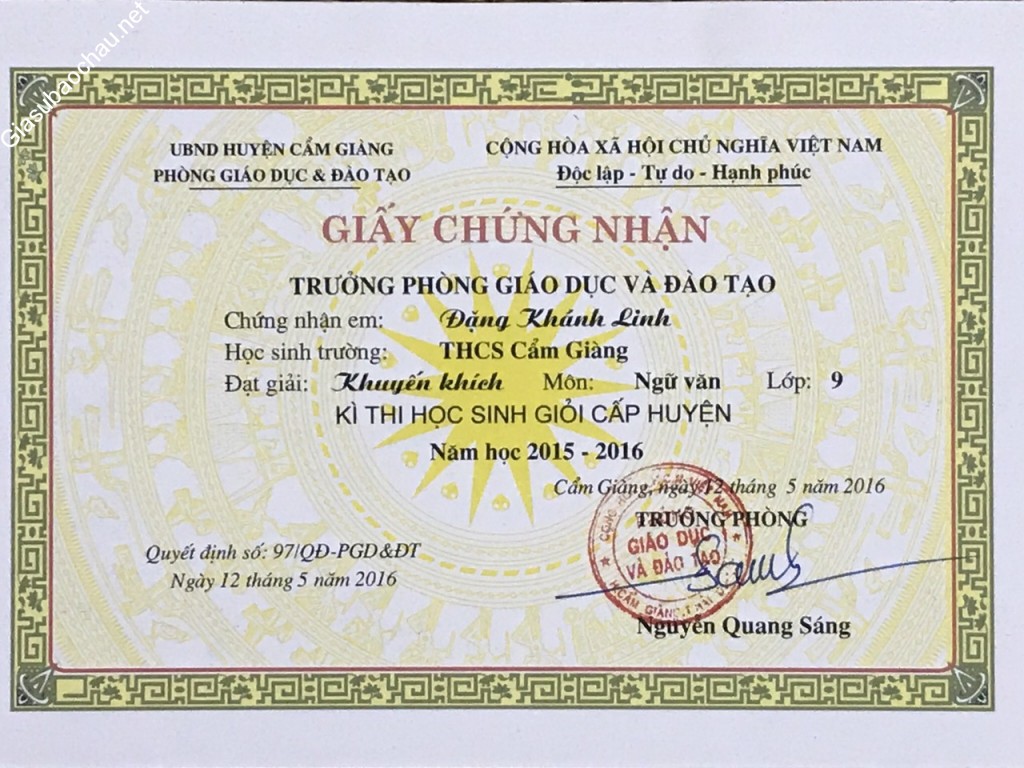 Giasubaochau.net
UBND HUYỆN CẨM GIÀNG
PHÒNG GIÁO DỤC & ĐÀO TẠO
CỘNG HÒA XÃ HỘI CHỦ NGHĨA VIỆT NAM
Độc lập - Tự do - Hạnh phúc
GIẤY CHỨNG NHẬN
TRƯỞNG PHÒNG GIÁO DỤC VÀ ĐÀO TẠO
Chứng nhận em: Đặng Khánh Linh
Học sinh trường: THCS Cẩm Giàng
Đạt giải: Khuyến khích Môn: Ngữ văn Lớp: 9
KÌ THI HỌC SINH GIỎI CẤP HUYỆN
Năm học 2015 - 2016
Cẩm Giàng, ngày 12 tháng 5 năm 2016
TRƯỞNG PHÒNG
GIÁO DỤC
VÀ ĐÀO TẠO
Quyết định số: 97/QĐ-PGD&ĐT
Ngày 12 tháng 5 năm 2016
Nguyễn Quang Sáng